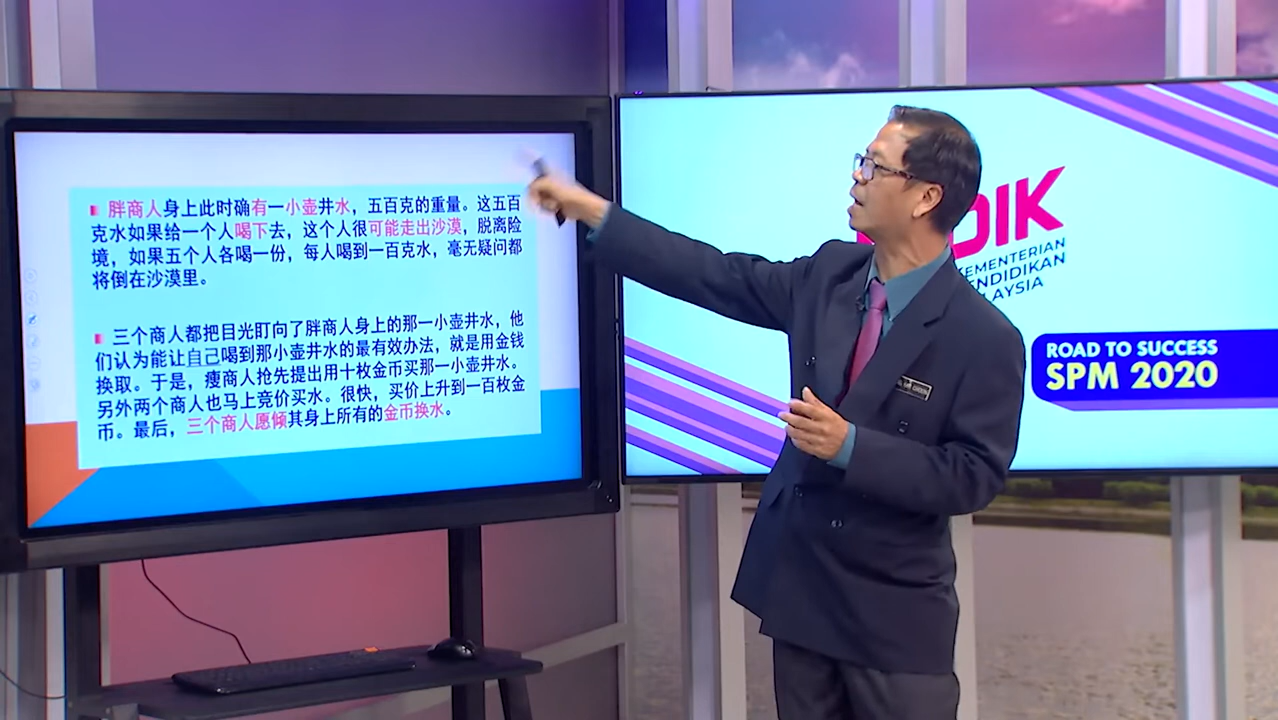 胖商人身上此时确有一小壶井水，五百克的重量。这五百
克水如果给一个人喝下去，这个人很可能走出沙漠，脱离险
境，如果五个人各喝一份，每人喝到一百克水，毫无疑问都
将倒在沙漠里。
三个商人都把目光盯向了胖商人身上的那一小壶井水，他
们认为能让自己喝到那小壶井水的最有效办法，就是用金钱
换取。于是，瘦商人抢先提出用十枚金币买那一小壶井水。
另外两个商人也马上竞价买水。很快，买价上升到一百枚金
币。最后，三个商人愿倾其身上所有的金币换水。
DIK
KEMENTERIAN
ENDIDIKAN
LAYSIA
ROAD TO SUCCESS
SPM 2020